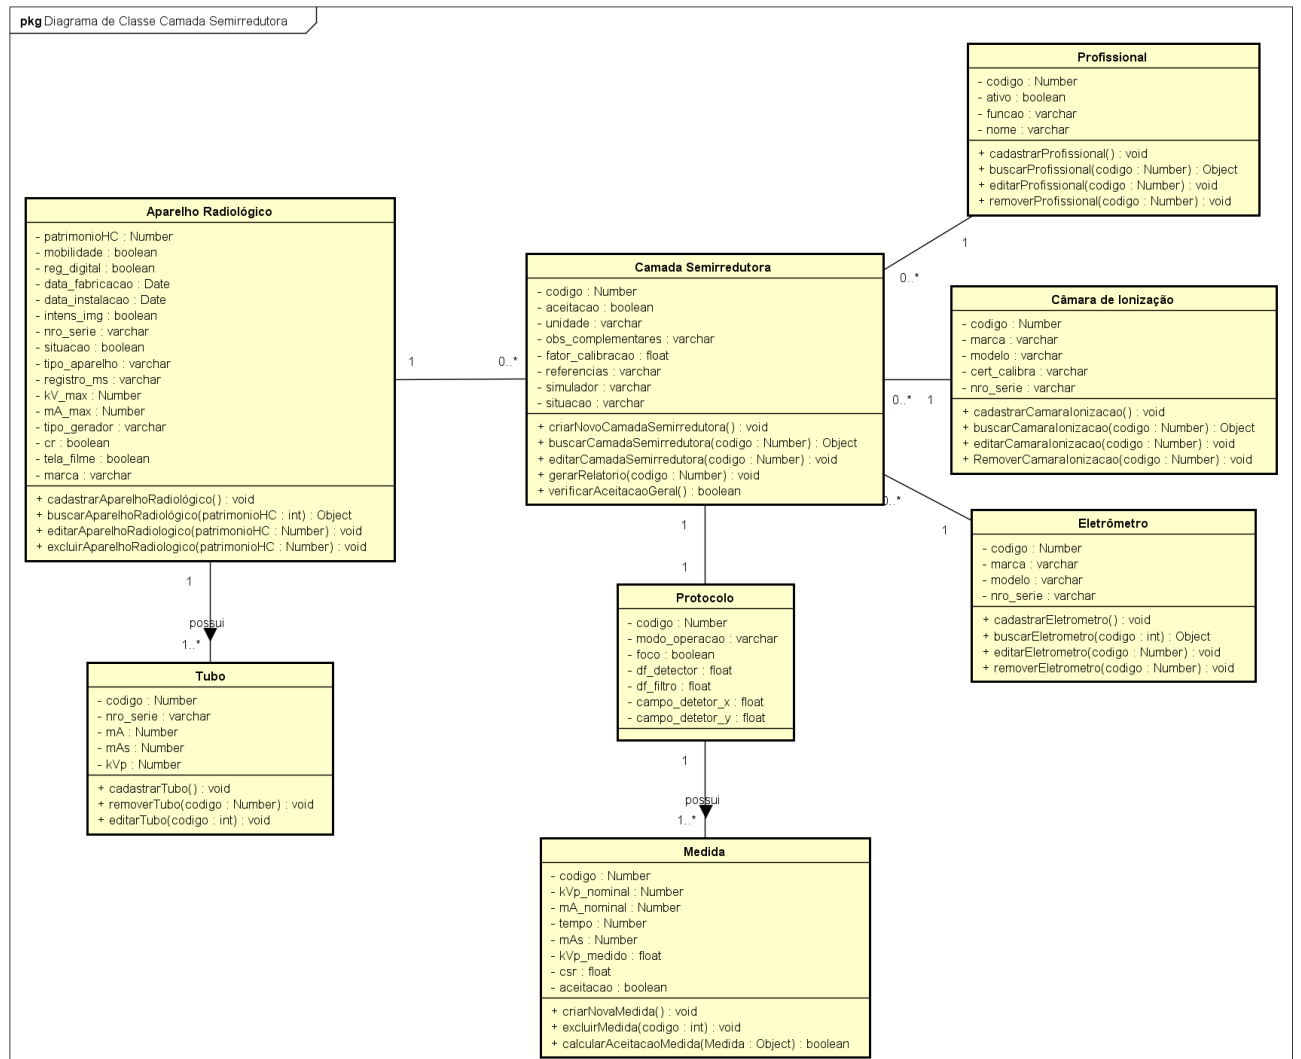 pkg Diagrama de Classe Camada Semirredutora
Profissional
- codigo : Number
- ativo : boolean
- funcao : varchar
- nome : varchar
+ cadastrarProfissional() : void
+ buscarProfissional(codigo : Number) : Object
+ editarProfissional(codigo : Number) : void
+ removerProfissional(codigo : Number) : void
Aparelho Radiológico
- patrimonioHC : Number
- mobilidade : boolean
- reg_digital : boolean
- data_fabricacao : Date
- data_instalacao : Date
- intens_img : boolean
- nro_serie : varchar
- situacao : boolean
- tipo_aparelho : varchar
- registro_ms : varchar
- kV_max : Number
- mA_max : Number
- tipo_gerador : varchar
- cr : boolean
- tela_filme : boolean
- marca : varchar
+ cadastrarAparelhoRadiológico() : void
+ buscarAparelhoRadiológico(patrimonioHC : int) : Object
+ editarAparelhoRadiologico(patrimonioHC : Number) : void
+ excluirAparelhoRadiologico(patrimonioHC : Number) : void
1
0..*
Camada Semirredutora
- codigo : Number
- aceitacao : boolean
- unidade : varchar
- obs_complementares : varchar
- fator_calibracao : float
- referencias : varchar
- simulador : varchar
- situacao : varchar
+ criarNovoCamadaSemirredutora() : void
+ buscarCamadaSemirredutora(codigo : Number) : Object
+ editarCamadaSemirredutora(codigo : Number) : void
+ gerarRelatorio(codigo : Number) : void
+ verificarAceitacaoGeral() : boolean
1
0..*
Câmara de Ionização
- codigo : Number
- marca : varchar
- modelo : varchar
- cert_calibra : varchar
- nro_serie : varchar
+ cadastrarCamaraIonizacao() : void
+ buscarCamaraIonizacao(codigo : Number) : Object
+ editarCamaraIonizacao(codigo : Number) : void
+ RemoverCamaraIonizacao(codigo : Number) : void
0..*
1
0..*
1
Eletrômetro
- codigo : Number
- marca : varchar
- modelo : varchar
- nro_serie : varchar
+ cadastrarEletrometro() : void
+ buscarEletrometro(codigo : int) : Object
+ editarEletrometro(codigo : Number) : void
+ removerEletrometro(codigo : Number) : void
1
1
Protocolo
- codigo : Number
- modo_operacao : varchar
- foco : boolean
- df_detector : float
- df_filtro : float
- campo_detetor_x : float
- campo_detetor_y : float
1
possui
1..*
Tubo
- codigo : Number
- nro_serie : varchar
- mA : Number
- mAs : Number
- kVp : Number
+ cadastrarTubo() : void
+ removerTubo(codigo : Number) : void
+ editarTubo(codigo : int) : void
1
possui
1..*
Medida
- codigo : Number
- kVp_nominal : Number
- mA_nominal : Number
- tempo : Number
- mAs : Number
- kVp_medido : float
- csr : float
- aceitacao : boolean
+ criarNovaMedida() : void
+ excluirMedida(codigo : int) : void
+ calcularAceitacaoMedida(Medida : Object) : boolean